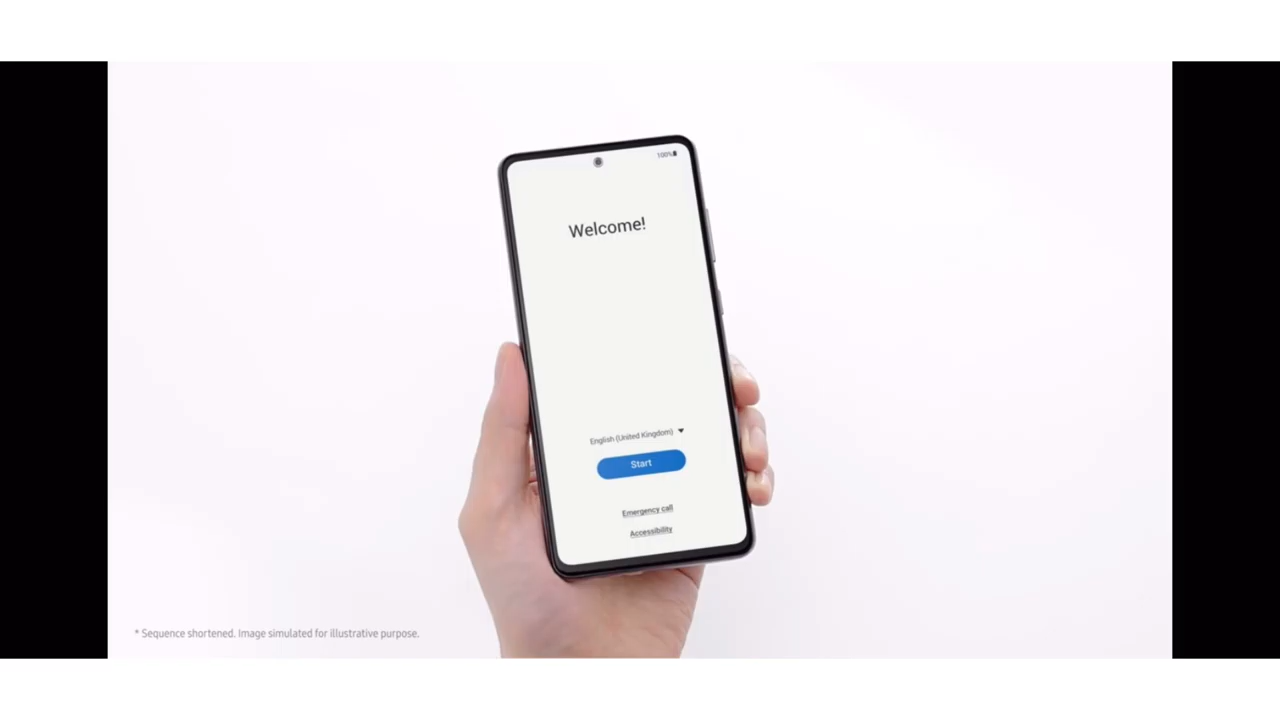 100%
Welcome!
English (United Kingdom)
Start
Emergency call
Accessibility
* Sequence shortened. Image simulated for illustrative purpose.